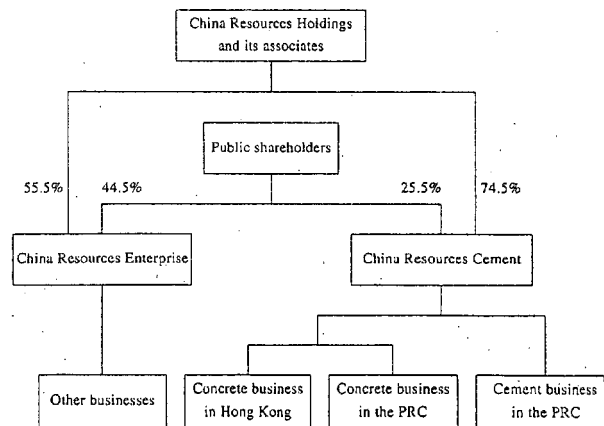 China Resources Holdings
and its associates
Public shareholders
55.5%
44.5%
25.5%
74.5%
China Resources Enterprise
China Resources Cement
Other businesses
Concrete business
in Hong Kong
Concrete business
in the PRC
Cement business
in the PRC